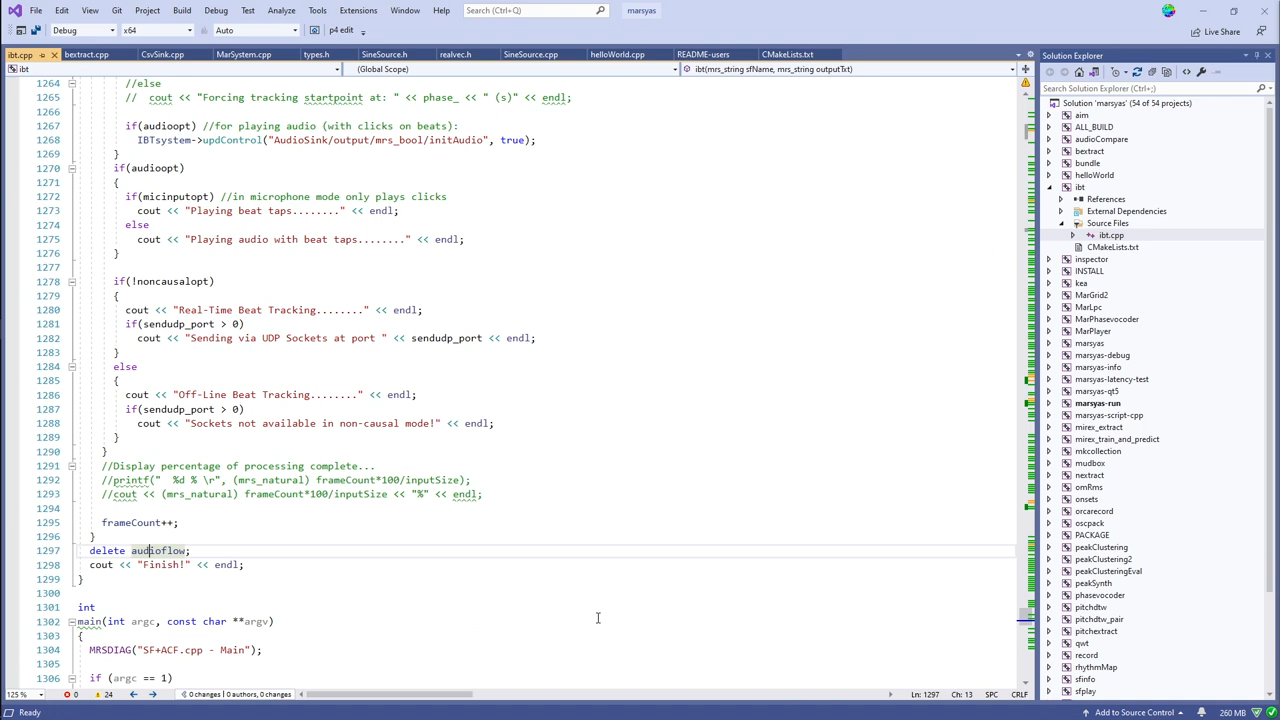 File Edit View Git Project Build Debug Test Analyze Tools Extensions Window Help Search (Ctrl+Q) marsyas
Debug x64 Auto p4 edit Live Share
ibt.cpp bextract.cpp CsvSink.cpp MarSystem.cpp types.h SineSource.h realvec.h SineSource.cpp helloWorld.cpp README-users CMakeLists.txt
ibt (Global Scope) ibt(mrs_string sfName, mrs_string outputTxt)
1264 //else
1265 // cout << "Forcing tracking startpoint at: " << phase_ << " (s)" << endl;
1266
1267 if(audioopt) //for playing audio (with clicks on beats):
1268 IBTsystem->updControl("AudioSink/output/mrs_bool/initAudio", true);
1269 }
1270 if(audioopt)
1271 {
1272 if(micinputopt) //in microphone mode only plays clicks
1273 cout << "Playing beat taps........" << endl;
1274 else
1275 cout << "Playing audio with beat taps........" << endl;
1276 }
1277
1278 if(!noncausalopt)
1279 {
1280 cout << "Real-Time Beat Tracking........" << endl;
1281 if(sendudp_port > 0)
1282 cout << "Sending via UDP Sockets at port " << sendudp_port << endl;
1283 }
1284 else
1285 {
1286 cout << "Off-Line Beat Tracking........" << endl;
1287 if(sendudp_port > 0)
1288 cout << "Sockets not available in non-causal mode!" << endl;
1289 }
1290 }
1291 //Display percentage of processing complete...
1292 //printf(" %d % \r", (mrs_natural) frameCount*100/inputSize);
1293 //cout << (mrs_natural) frameCount*100/inputSize << "%" << endl;
1294
1295 frameCount++;
1296 }
1297 delete audioflow;
1298 cout << "Finish!" << endl;
1299 }
1300
1301 int
1302 main(int argc, const char **argv)
1303 {
1304 MRSDIAG("SF+ACF.cpp - Main");
1305
1306 if (argc == 1)
125 % 0 24 0 changes | 0 authors, 0 changes Ln: 1297 Ch: 13 SPC CRLF
Ready Add to Source Control 260 MB
Solution Explorer
Search Solution Explorer (Ctrl+;)
Solution 'marsyas' (54 of 54 projects)
aim
ALL_BUILD
audioCompare
bextract
bundle
helloWorld
ibt
References
External Dependencies
Source Files
ibt.cpp
CMakeLists.txt
inspector
INSTALL
kea
MarGrid2
MarLpc
MarPhasevocoder
MarPlayer
marsyas
marsyas-debug
marsyas-info
marsyas-latency-test
marsyas-qt5
marsyas-run
marsyas-script-cpp
mirex_extract
mirex_train_and_predict
mkcollection
mudbox
nextract
omRms
onsets
orcarecord
oscpack
PACKAGE
peakClustering
peakClustering2
peakClusteringEval
peakSynth
phasevocoder
pitchdtw
pitchdtw_pair
pitchextract
qwt
record
rhythmMap
sfinfo
sfplay